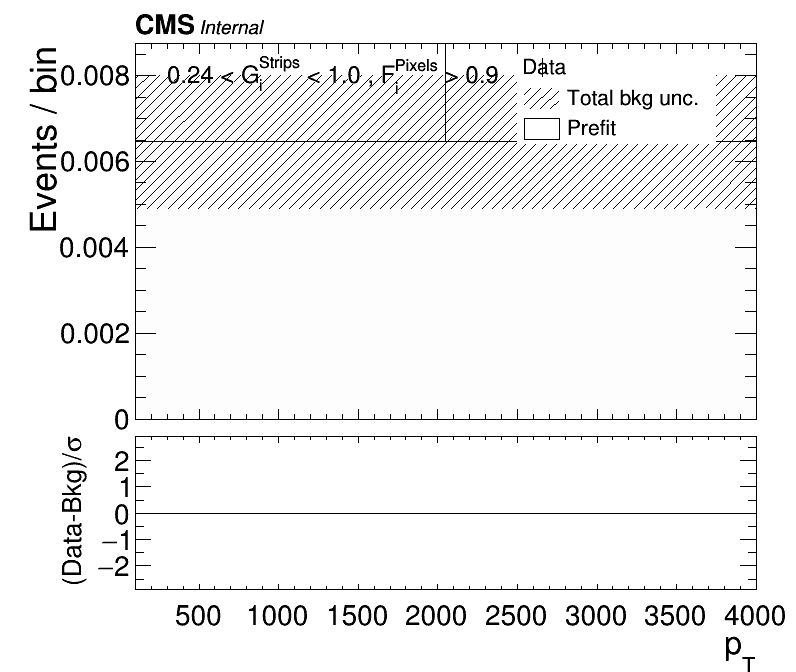 CMS Internal
Events / bin
0.24 < G_i^Strips < 1.0 , F_i^Pixels > 0.9
Data
Total bkg unc.
Prefit
0.008
0.006
0.004
0.002
0
(Data-Bkg)/σ
2
1
0
−1
−2
500 1000 1500 2000 2500 3000 3500 4000
p_T